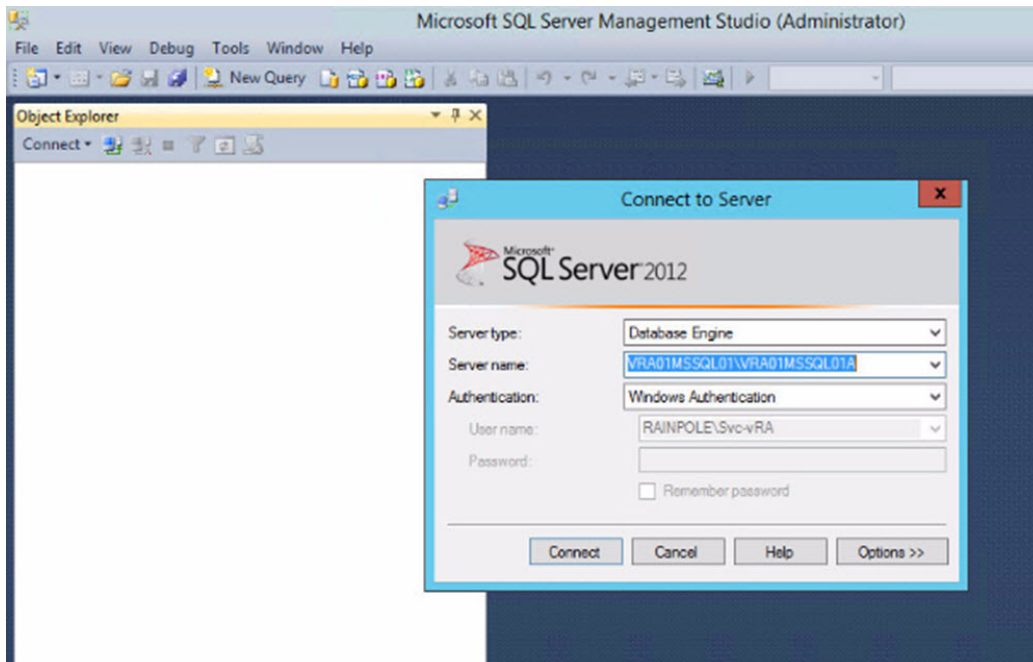 Microsoft SQL Server Management Studio (Administrator)
File Edit View Debug Tools Window Help
New Query
Object Explorer
Connect
Connect to Server
x
Microsoft
SQL Server 2012
Server type: Database Engine
Server name: VRA01MSSQL01\VRA01MSSQL01A
Authentication: Windows Authentication
User name: RAINPOLE\Svc-vRA
Password:
Remember password
Connect Cancel Help Options >>